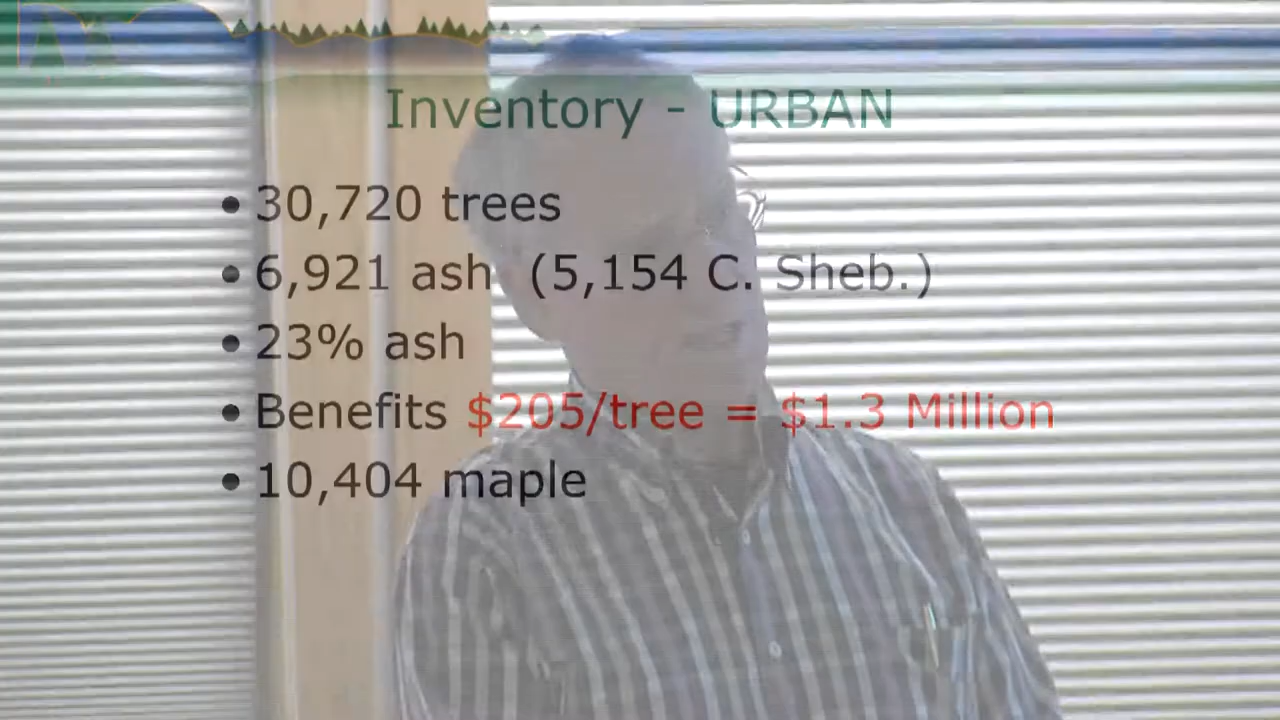 Inventory - URBAN
• 30,720 trees
• 6,921 ash (5,154 C. Sheb.)
• 23% ash
• Benefits $205/tree = $1.3 Million
• 10,404 maple